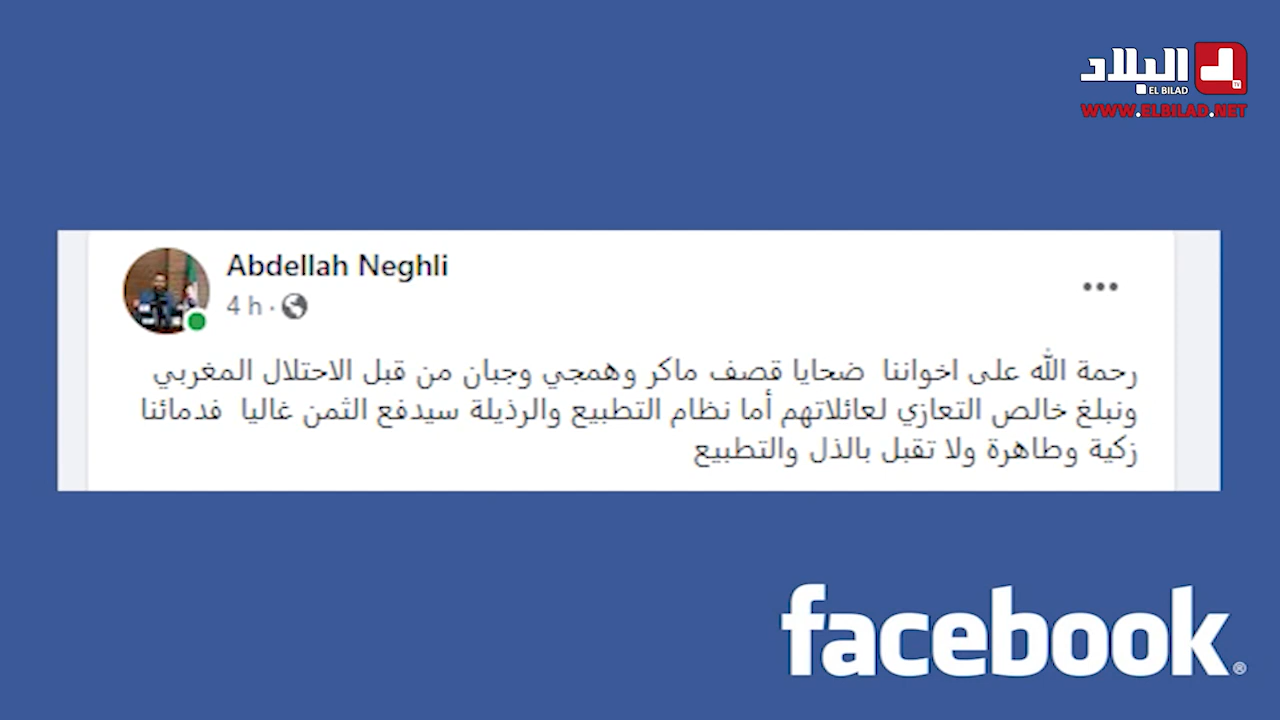 البلاد
EL BILAD
TV
WWW.ELBILAD.NET
Abdellah Neghli
4 h ·
رحمة الله على اخواننا ضحايا قصف ماكر وهمجي وجبان من قبل الاحتلال المغربي
ونبلغ خالص التعازي لعائلاتهم أما نظام التطبيع والرذيلة سيدفع الثمن غاليا فدمائنا
زكية وطاهرة ولا تقبل بالذل والتطبيع
facebook®